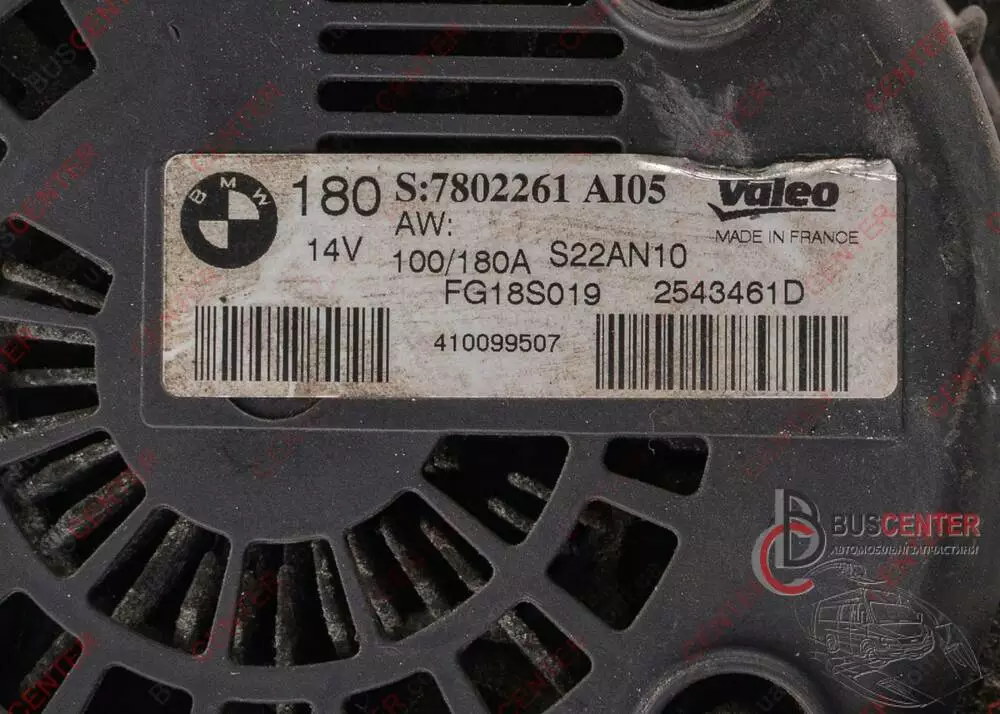 BMW
180 S:7802261 AI05 Valeo
AW:
MADE IN FRANCE
14V 100/180A S22AN10
FG18S019 2543461D
410099507
BUSCENTER
АВТОМОБІЛЬНІ ЗАПЧАСТИНИ